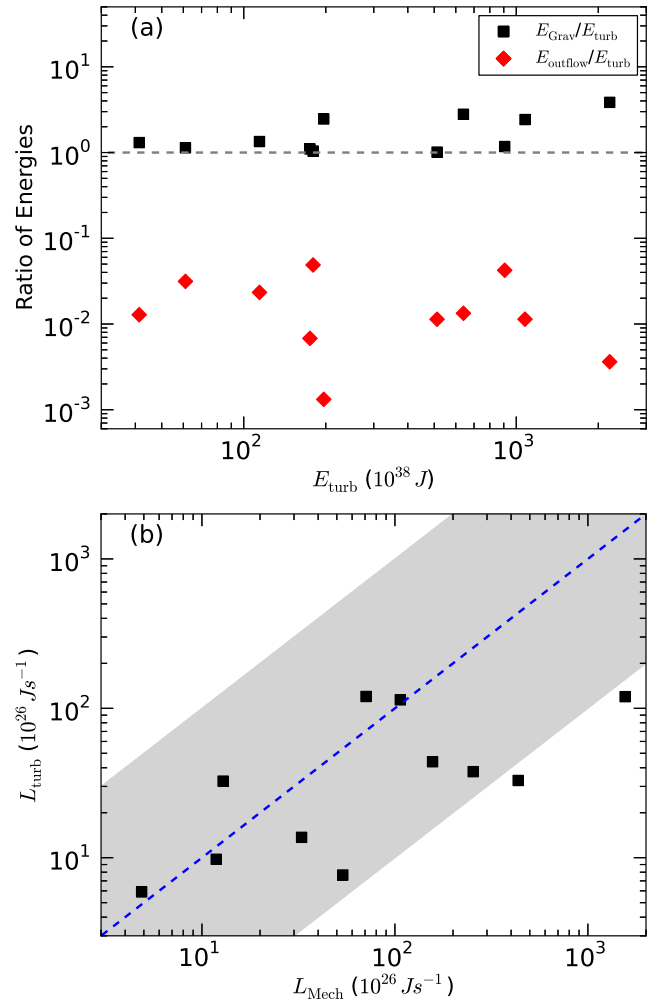 (a)
E_Grav/E_turb
E_outflow/E_turb
Ratio of Energies
10^1
10^0
10^-1
10^-2
10^-3
10^2
10^3
E_turb (10^38 J)
(b)
L_turb (10^26 Js^-1)
10^3
10^2
10^1
10^1
10^2
10^3
L_Mech (10^26 Js^-1)